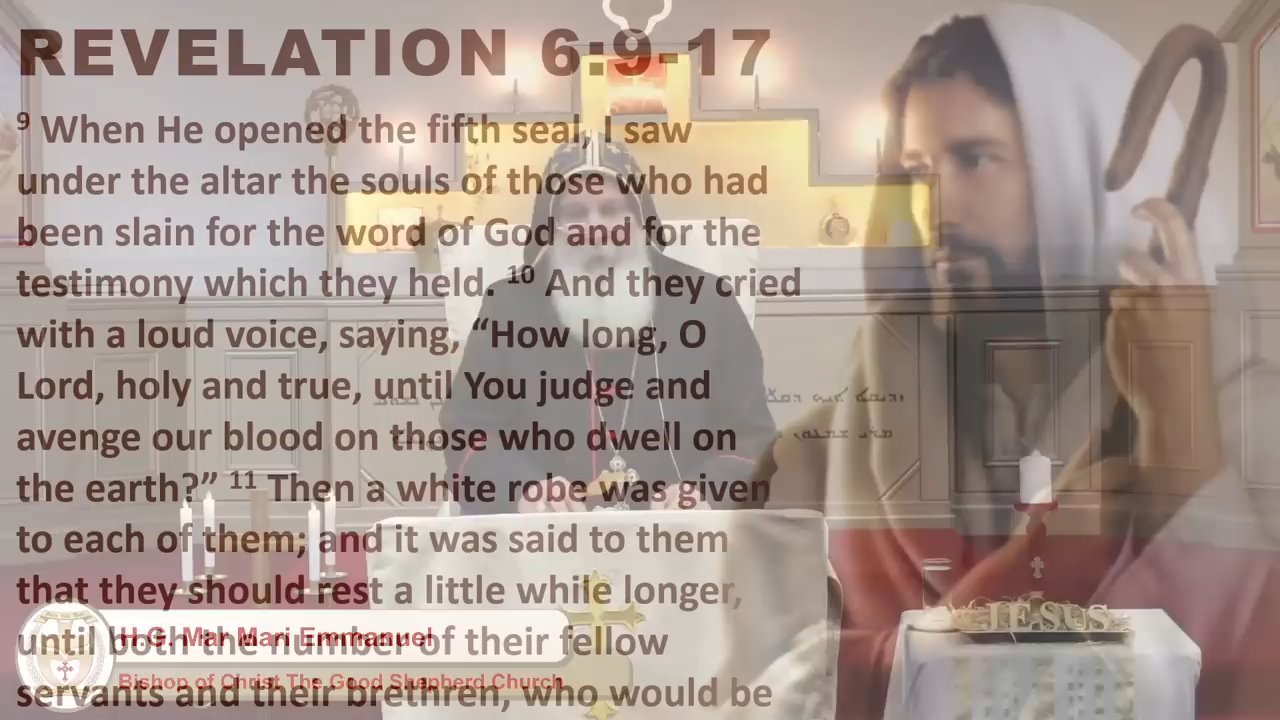 REVELATION 6:9-17
⁹ When He opened the fifth seal, I saw
under the altar the souls of those who had
been slain for the word of God and for the
testimony which they held. ¹⁰ And they cried
with a loud voice, saying, “How long, O
Lord, holy and true, until You judge and
avenge our blood on those who dwell on
the earth?” ¹¹ Then a white robe was given
to each of them; and it was said to them
that they should rest a little while longer,
until both the number of their fellow
servants and their brethren, who would be
H.G. Mar Mari Emmanuel
Bishop of Christ The Good Shepherd Church
JESUS